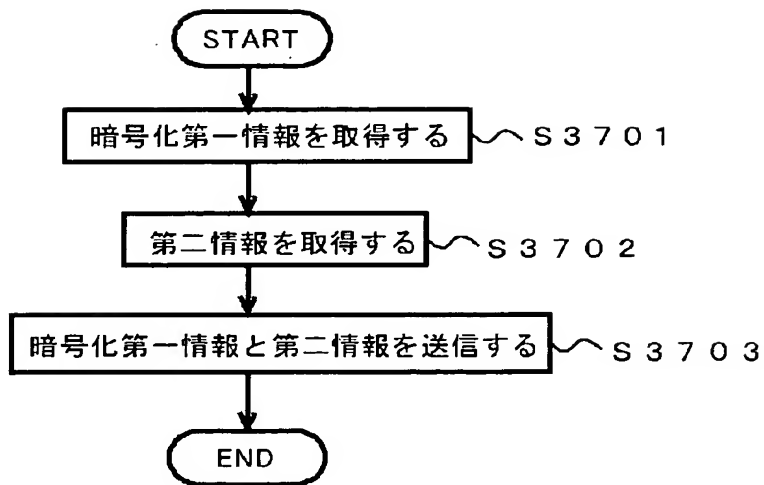 START
暗号化第一情報を取得する S3701
第二情報を取得する S3702
暗号化第一情報と第二情報を送信する S3703
END